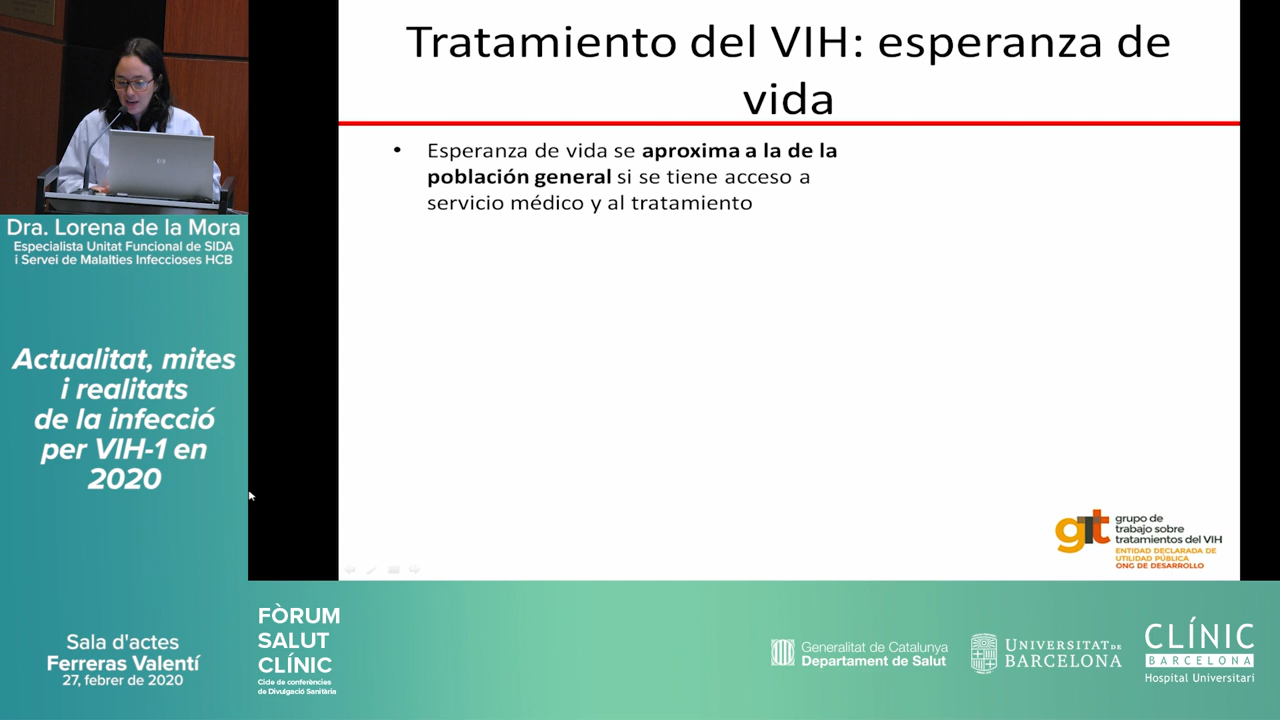 Tratamiento del VIH: esperanza de
vida
• Esperanza de vida se aproxima a la de la
población general si se tiene acceso a
servicio médico y al tratamiento
Dra. Lorena de la Mora
Especialista Unitat Funcional de SIDA
i Servei de Malalties Infeccioses HCB
Actualitat, mites
i realitats
de la infecció
per VIH-1 en
2020
gtt
grupo de
trabajo sobre
tratamientos del VIH
ENTIDAD DECLARADA DE
UTILIDAD PÚBLICA
ONG DE DESARROLLO
Sala d'actes
Ferreras Valentí
27, febrer de 2020
FÒRUM
SALUT
CLÍNIC
Cicle de conferències
de Divulgació Sanitària
Generalitat de Catalunya
Departament de Salut
UNIVERSITAT DE
BARCELONA
CLÍNIC
BARCELONA
Hospital Universitari
hp